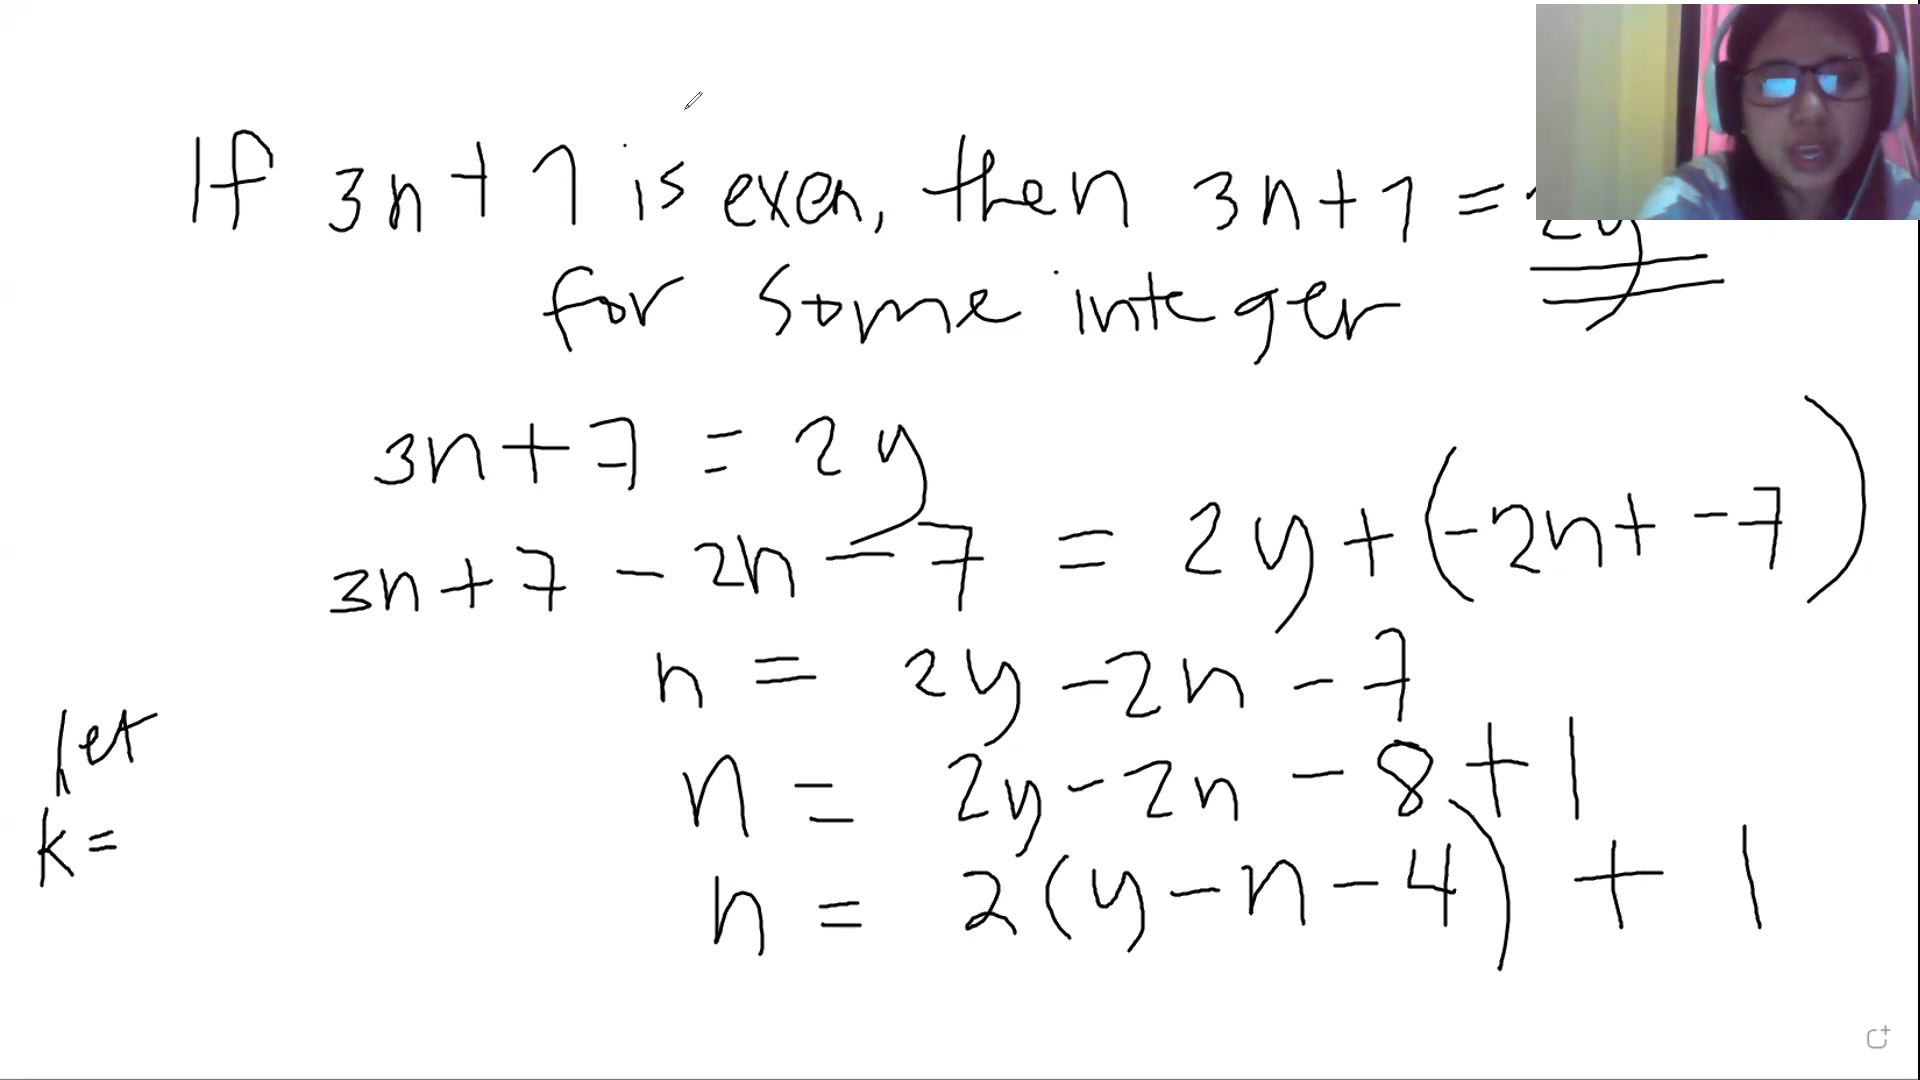 If 3n+7 is even, then 3n+7 = 2y
for some integer
3n+7 = 2y
3n+7 - 2n - 7 = 2y + (-2n + -7)
n = 2y - 2n - 7
let
n = 2y - 2n - 8 + 1
k =
n = 2(y - n - 4) + 1